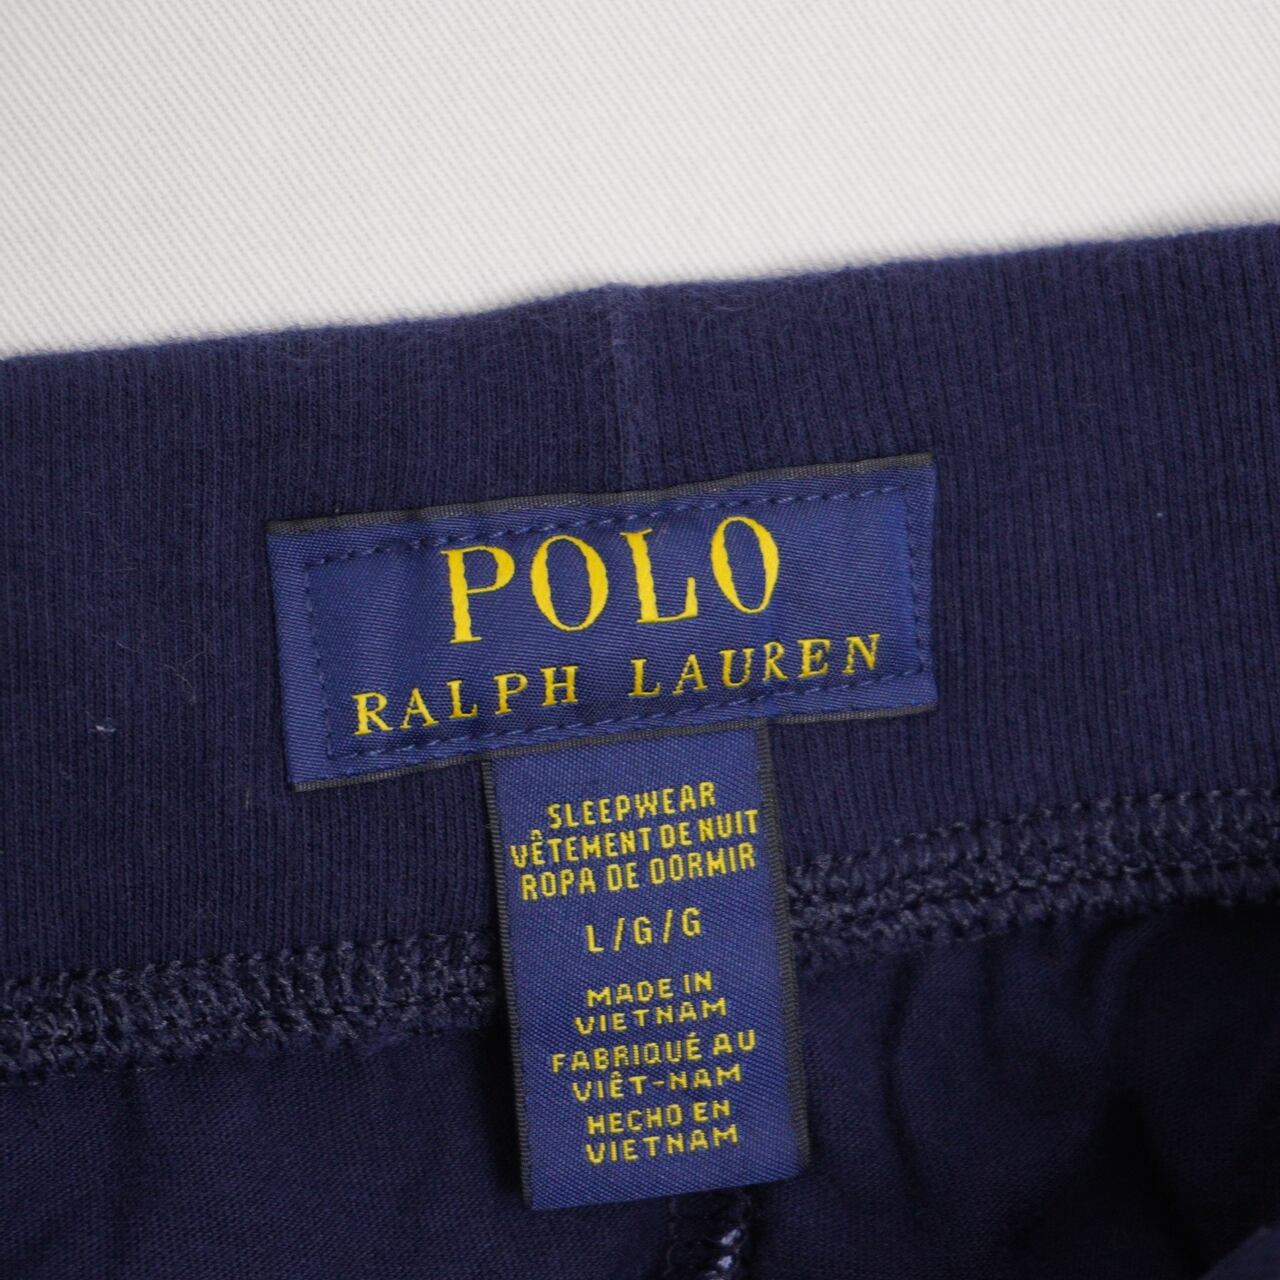 POLO
RALPH LAUREN
SLEEPWEAR
VÊTEMENT DE NUIT
ROPA DE DORMIR
L/G/G
MADE IN
VIETNAM
FABRIQUÉ AU
VIÊT-NAM
HECHO EN
VIETNAM